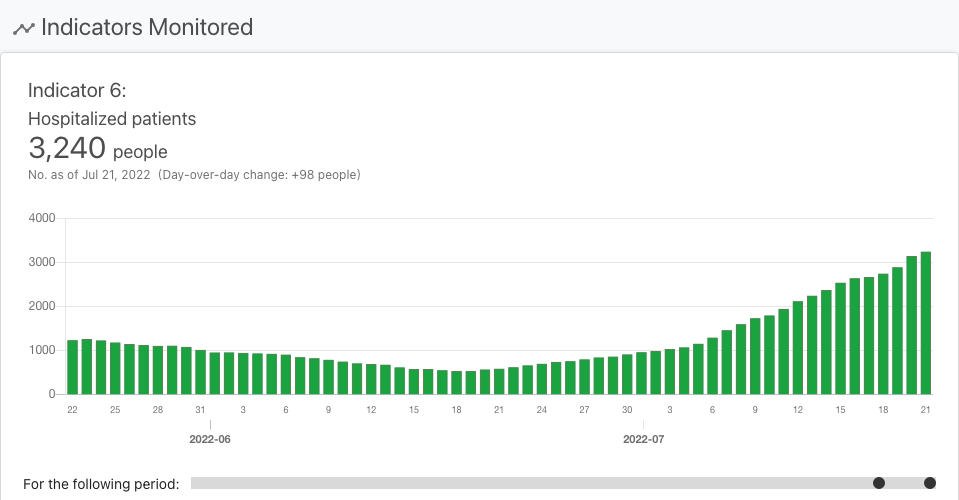 Indicators Monitored
Indicator 6:
Hospitalized patients
3,240 people
No. as of Jul 21, 2022 (Day-over-day change: +98 people)
4000
3000
2000
1000
0
22 25 28 31 3 6 9 12 15 18 21 24 27 30 3 6 9 12 15 18 21
2022-06 2022-07
For the following period: